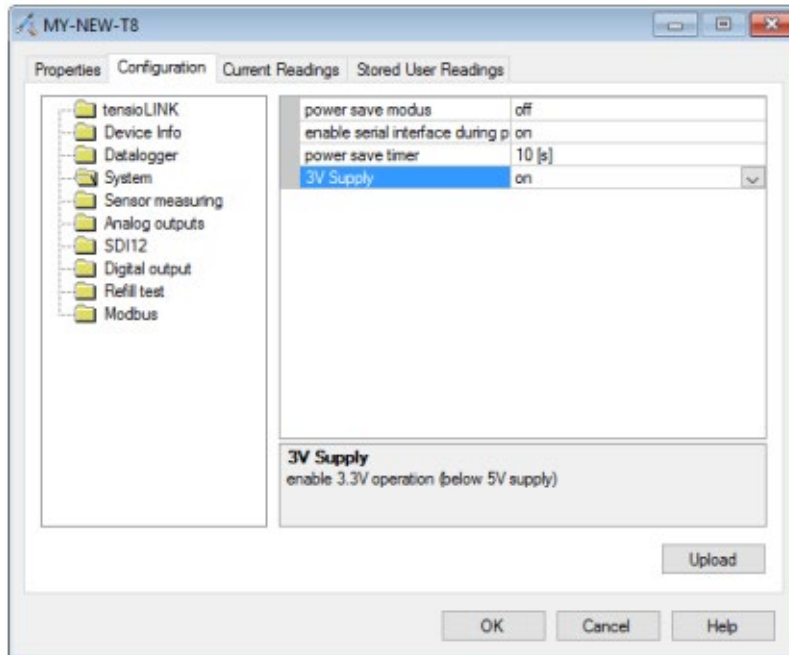 MY-NEW-T8
Properties Configuration Current Readings Stored User Readings
tensioLINK
Device Info
Datalogger
System
Sensor measuring
Analog outputs
SDI12
Digital output
Refill test
Modbus
power save modus off
enable serial interface during p on
power save timer 10 [s]
3V Supply on
3V Supply
enable 3.3V operation (below 5V supply)
Upload
OK Cancel Help